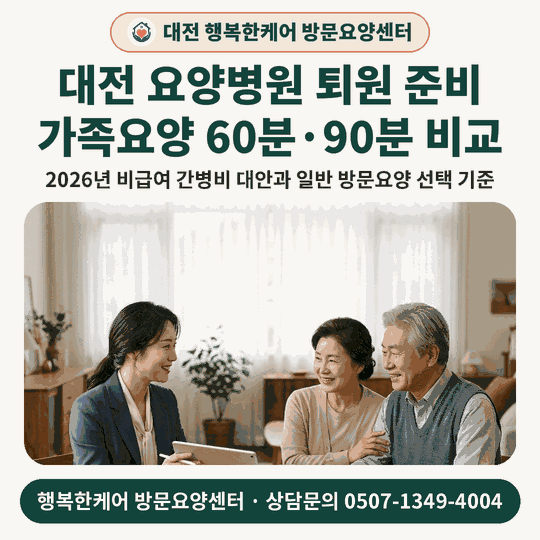 대전 행복한케어 방문요양센터
대전 요양병원 퇴원 준비
가족요양 60분·90분 비교
2026년 비급여 간병비 대안과 일반 방문요양 선택 기준
행복한케어 방문요양센터 · 상담문의 0507-1349-4004